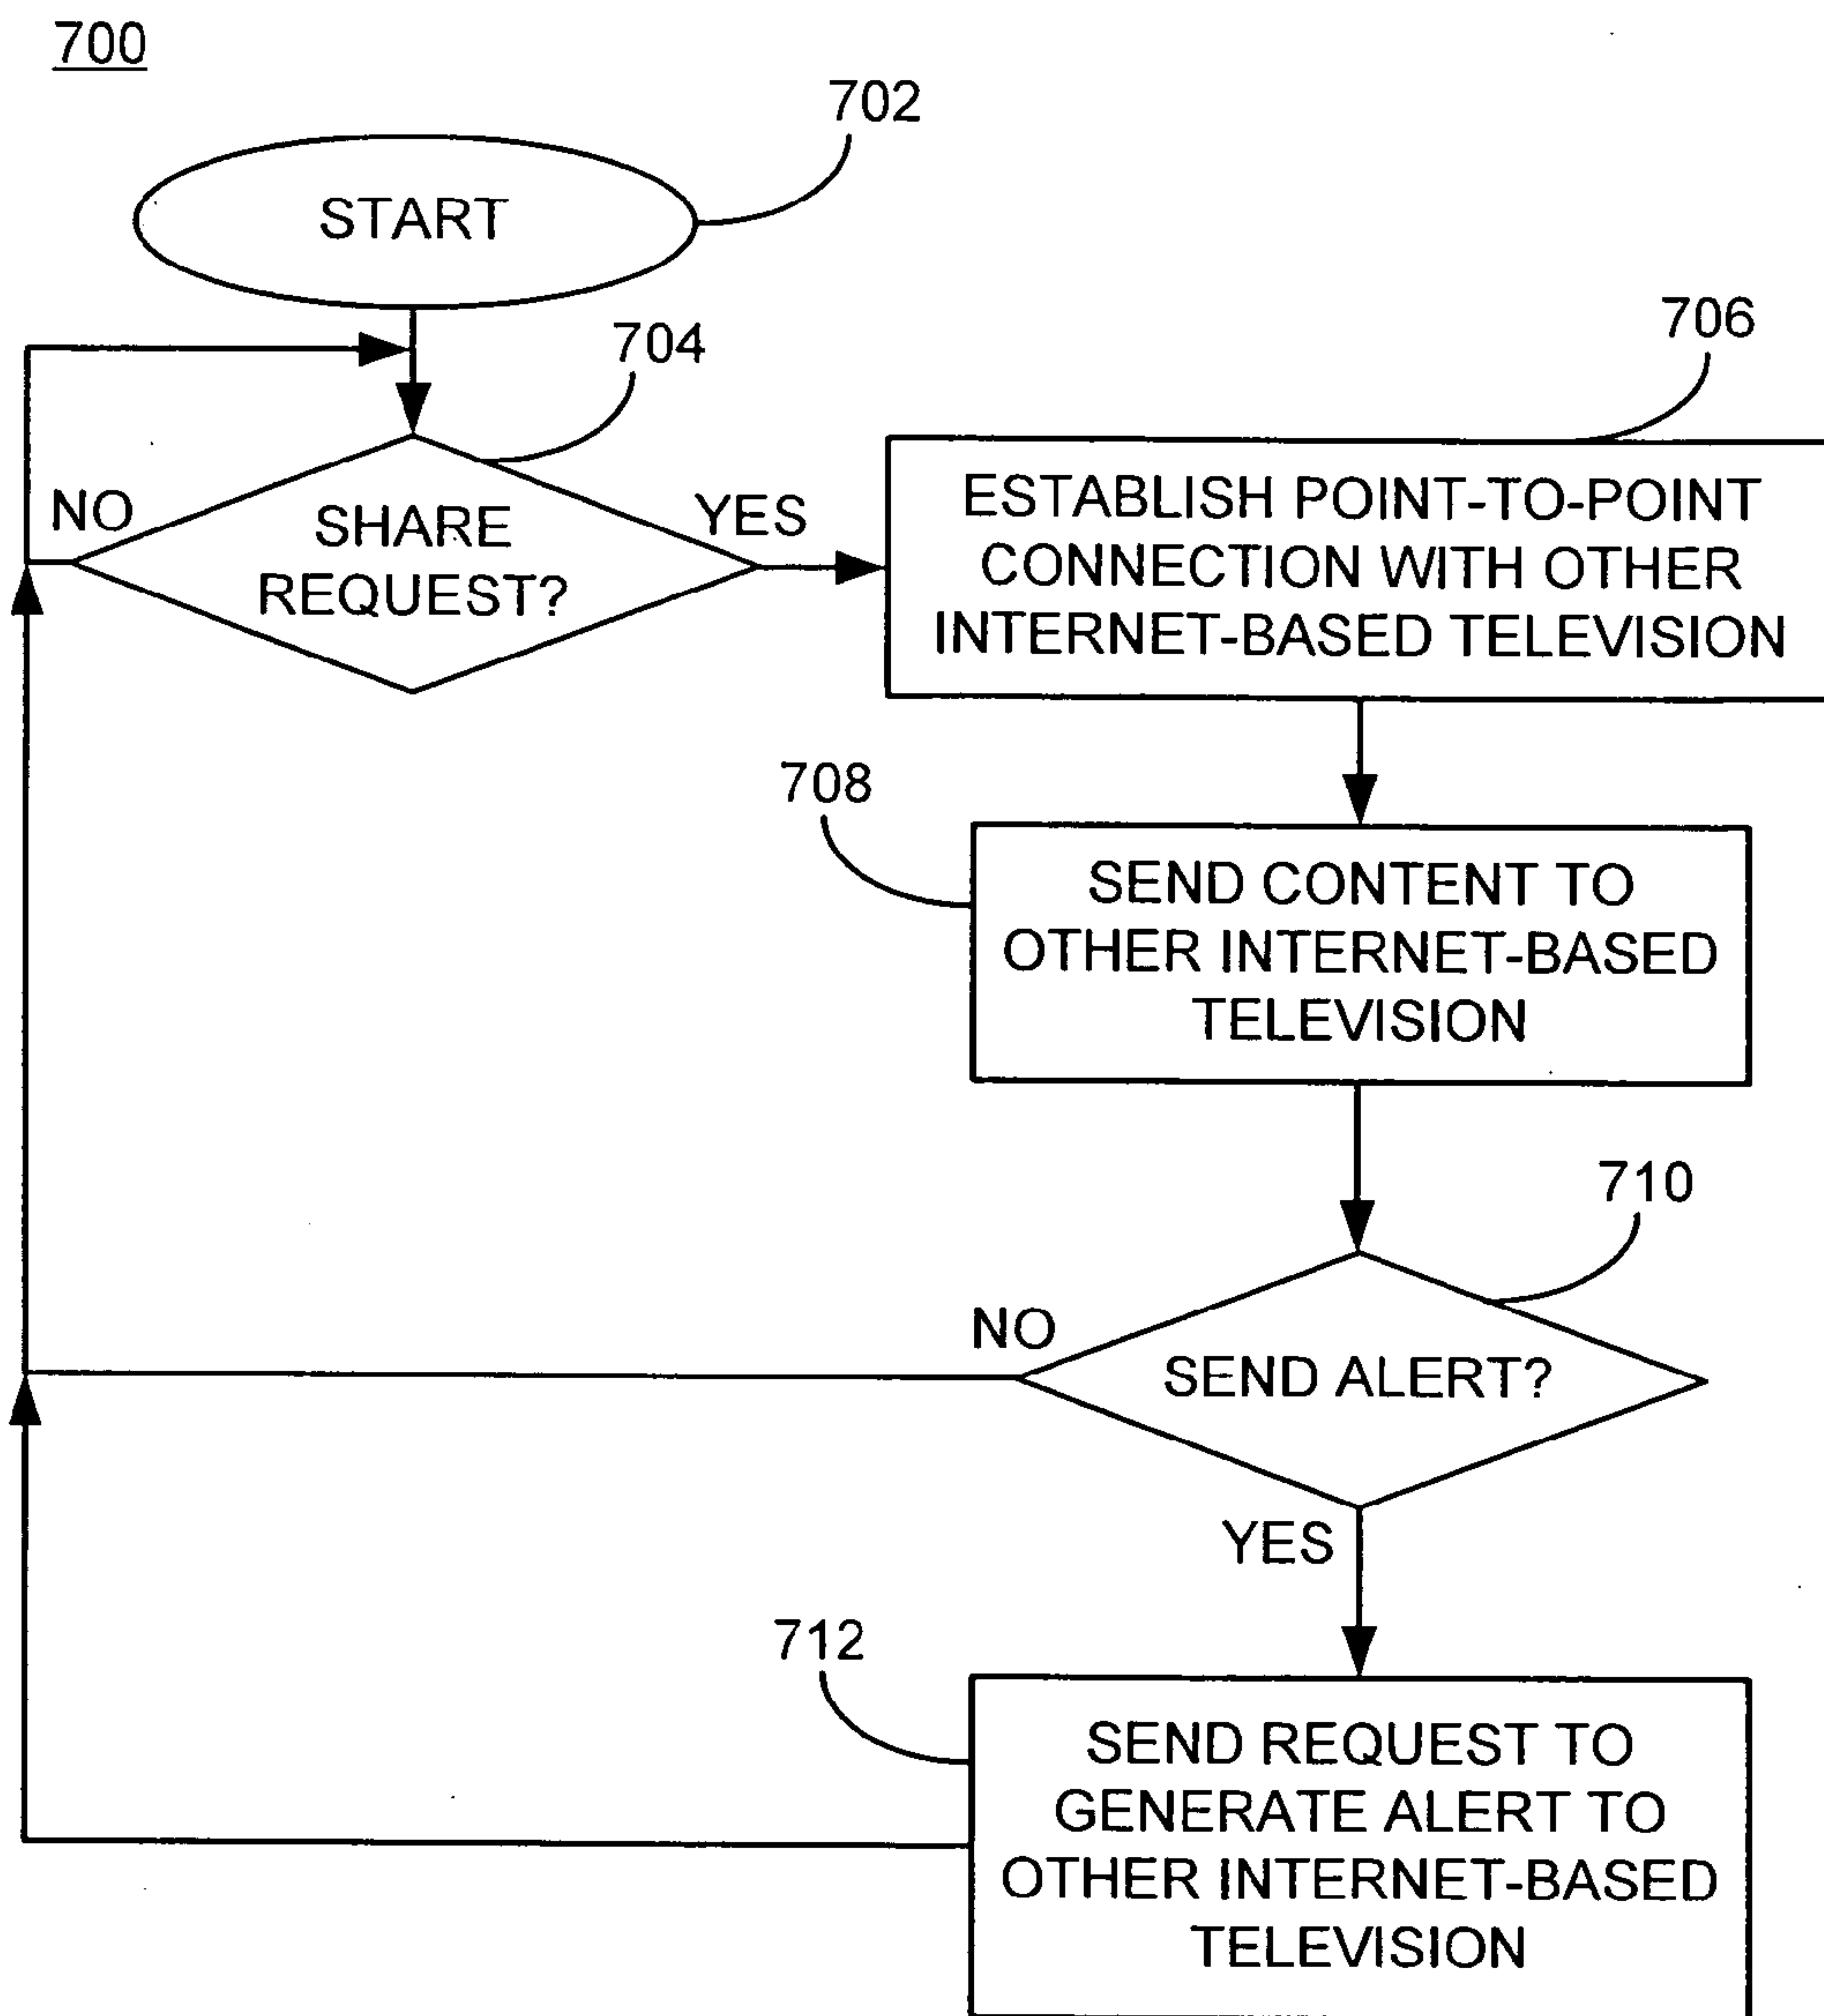 700
702
START
704
706
NO
SHARE
REQUEST?
YES
ESTABLISH POINT-TO-POINT
CONNECTION WITH OTHER
INTERNET-BASED TELEVISION
708
SEND CONTENT TO
OTHER INTERNET-BASED
TELEVISION
710
NO
SEND ALERT?
YES
712
SEND REQUEST TO
GENERATE ALERT TO
OTHER INTERNET-BASED
TELEVISION